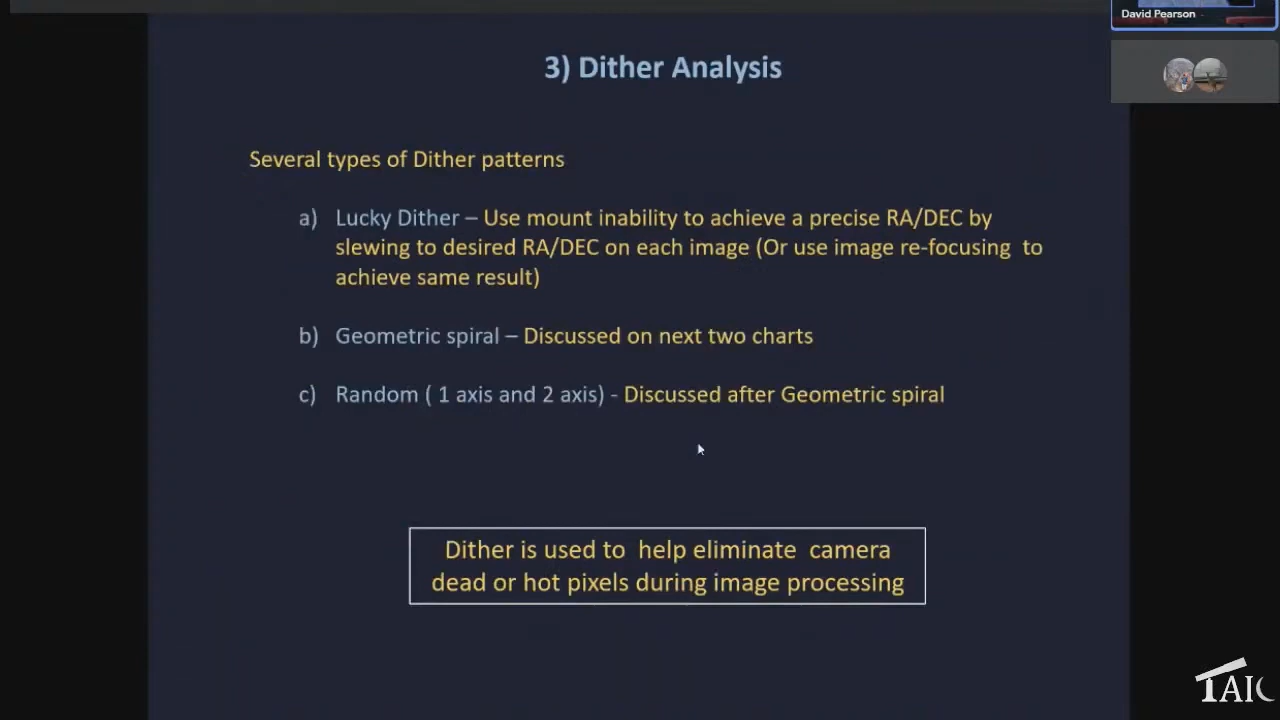 David Pearson
3) Dither Analysis
Several types of Dither patterns
a) Lucky Dither – Use mount inability to achieve a precise RA/DEC by
slewing to desired RA/DEC on each image (Or use image re-focusing to
achieve same result)
b) Geometric spiral – Discussed on next two charts
c) Random ( 1 axis and 2 axis) - Discussed after Geometric spiral
Dither is used to help eliminate camera
dead or hot pixels during image processing
TAIC